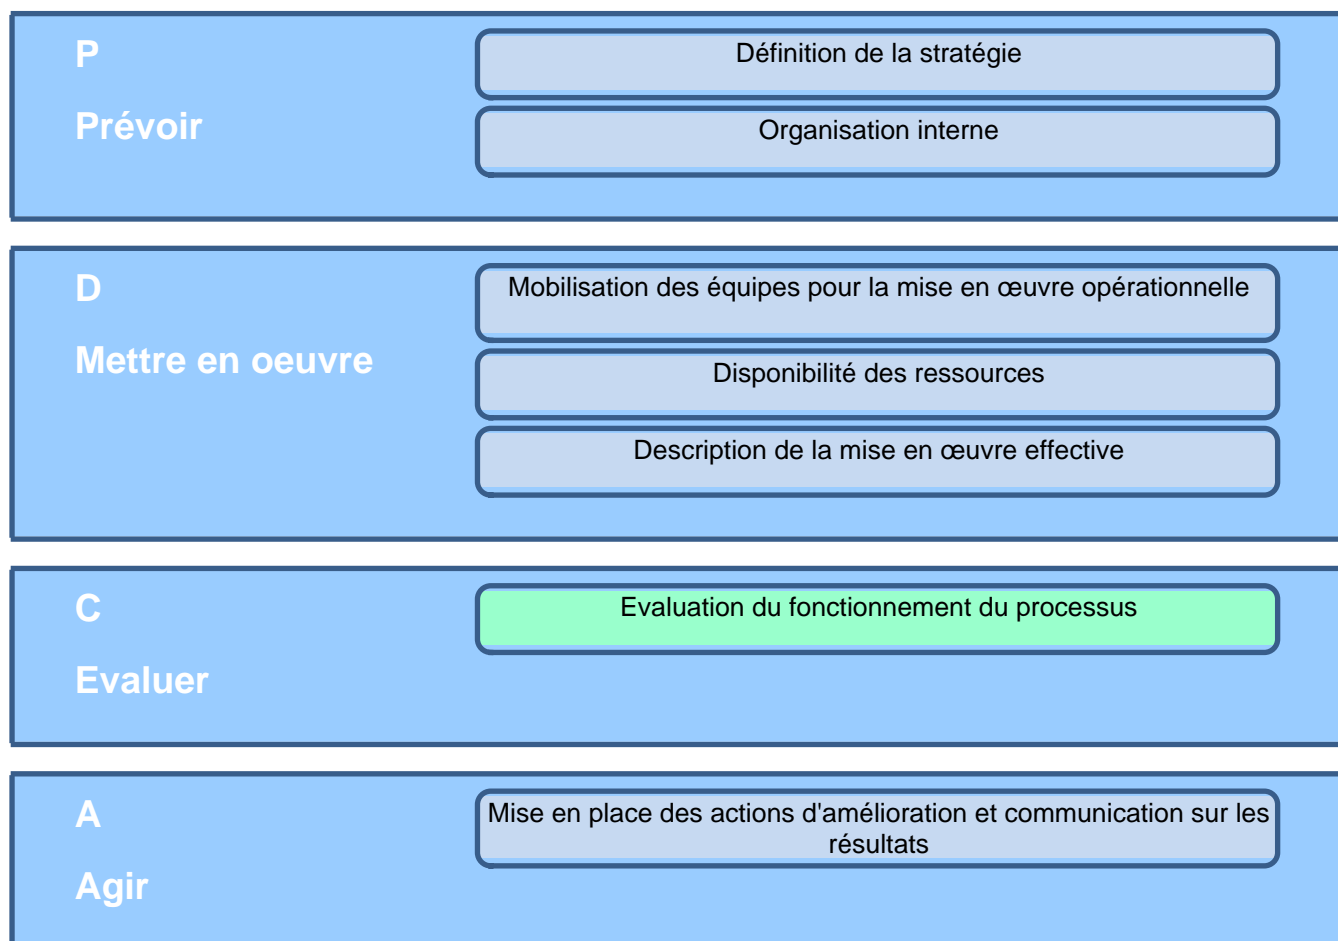 P
Prévoir
Définition de la stratégie
Organisation interne
D
Mettre en oeuvre
Mobilisation des équipes pour la mise en œuvre opérationnelle
Disponibilité des ressources
Description de la mise en œuvre effective
C
Evaluer
Evaluation du fonctionnement du processus
A
Agir
Mise en place des actions d'amélioration et communication sur les
résultats